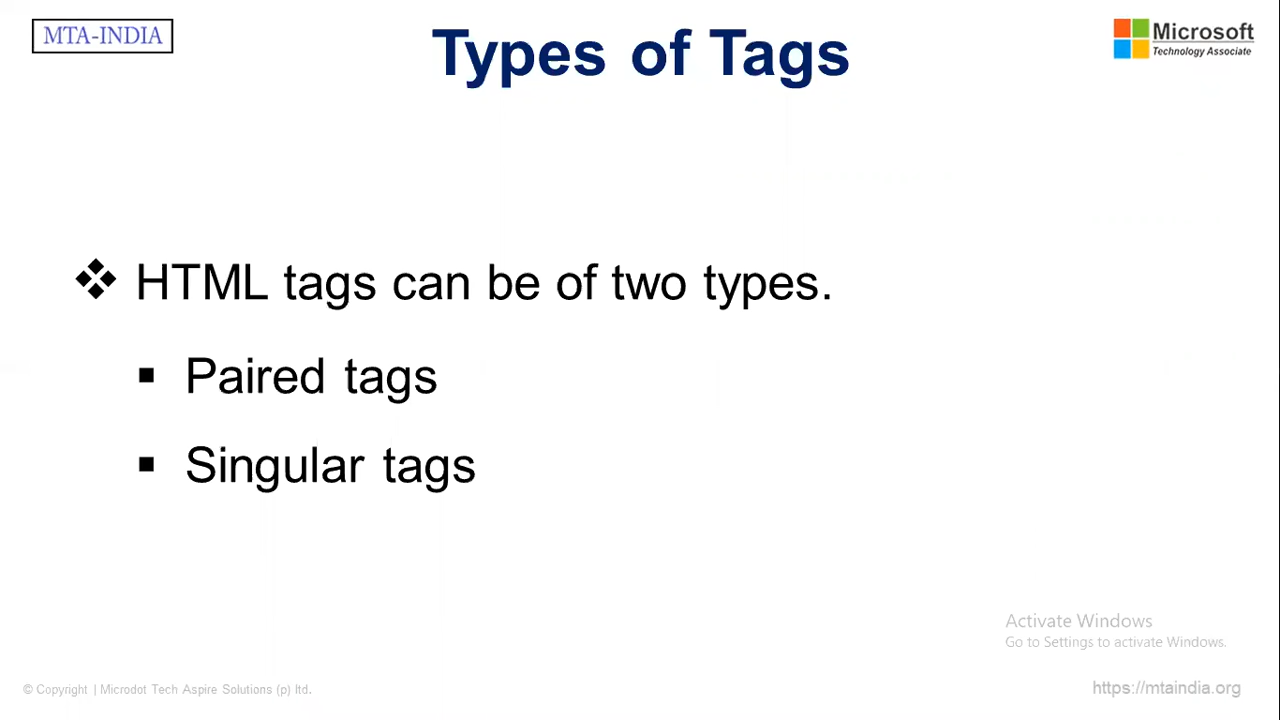 MTA-INDIA
Types of Tags
Microsoft
Technology Associate
❖ HTML tags can be of two types.
▪ Paired tags
▪ Singular tags
Activate Windows
Go to Settings to activate Windows.
© Copyright | Microdot Tech Aspire Solutions (p) ltd.
https://mtaindia.org